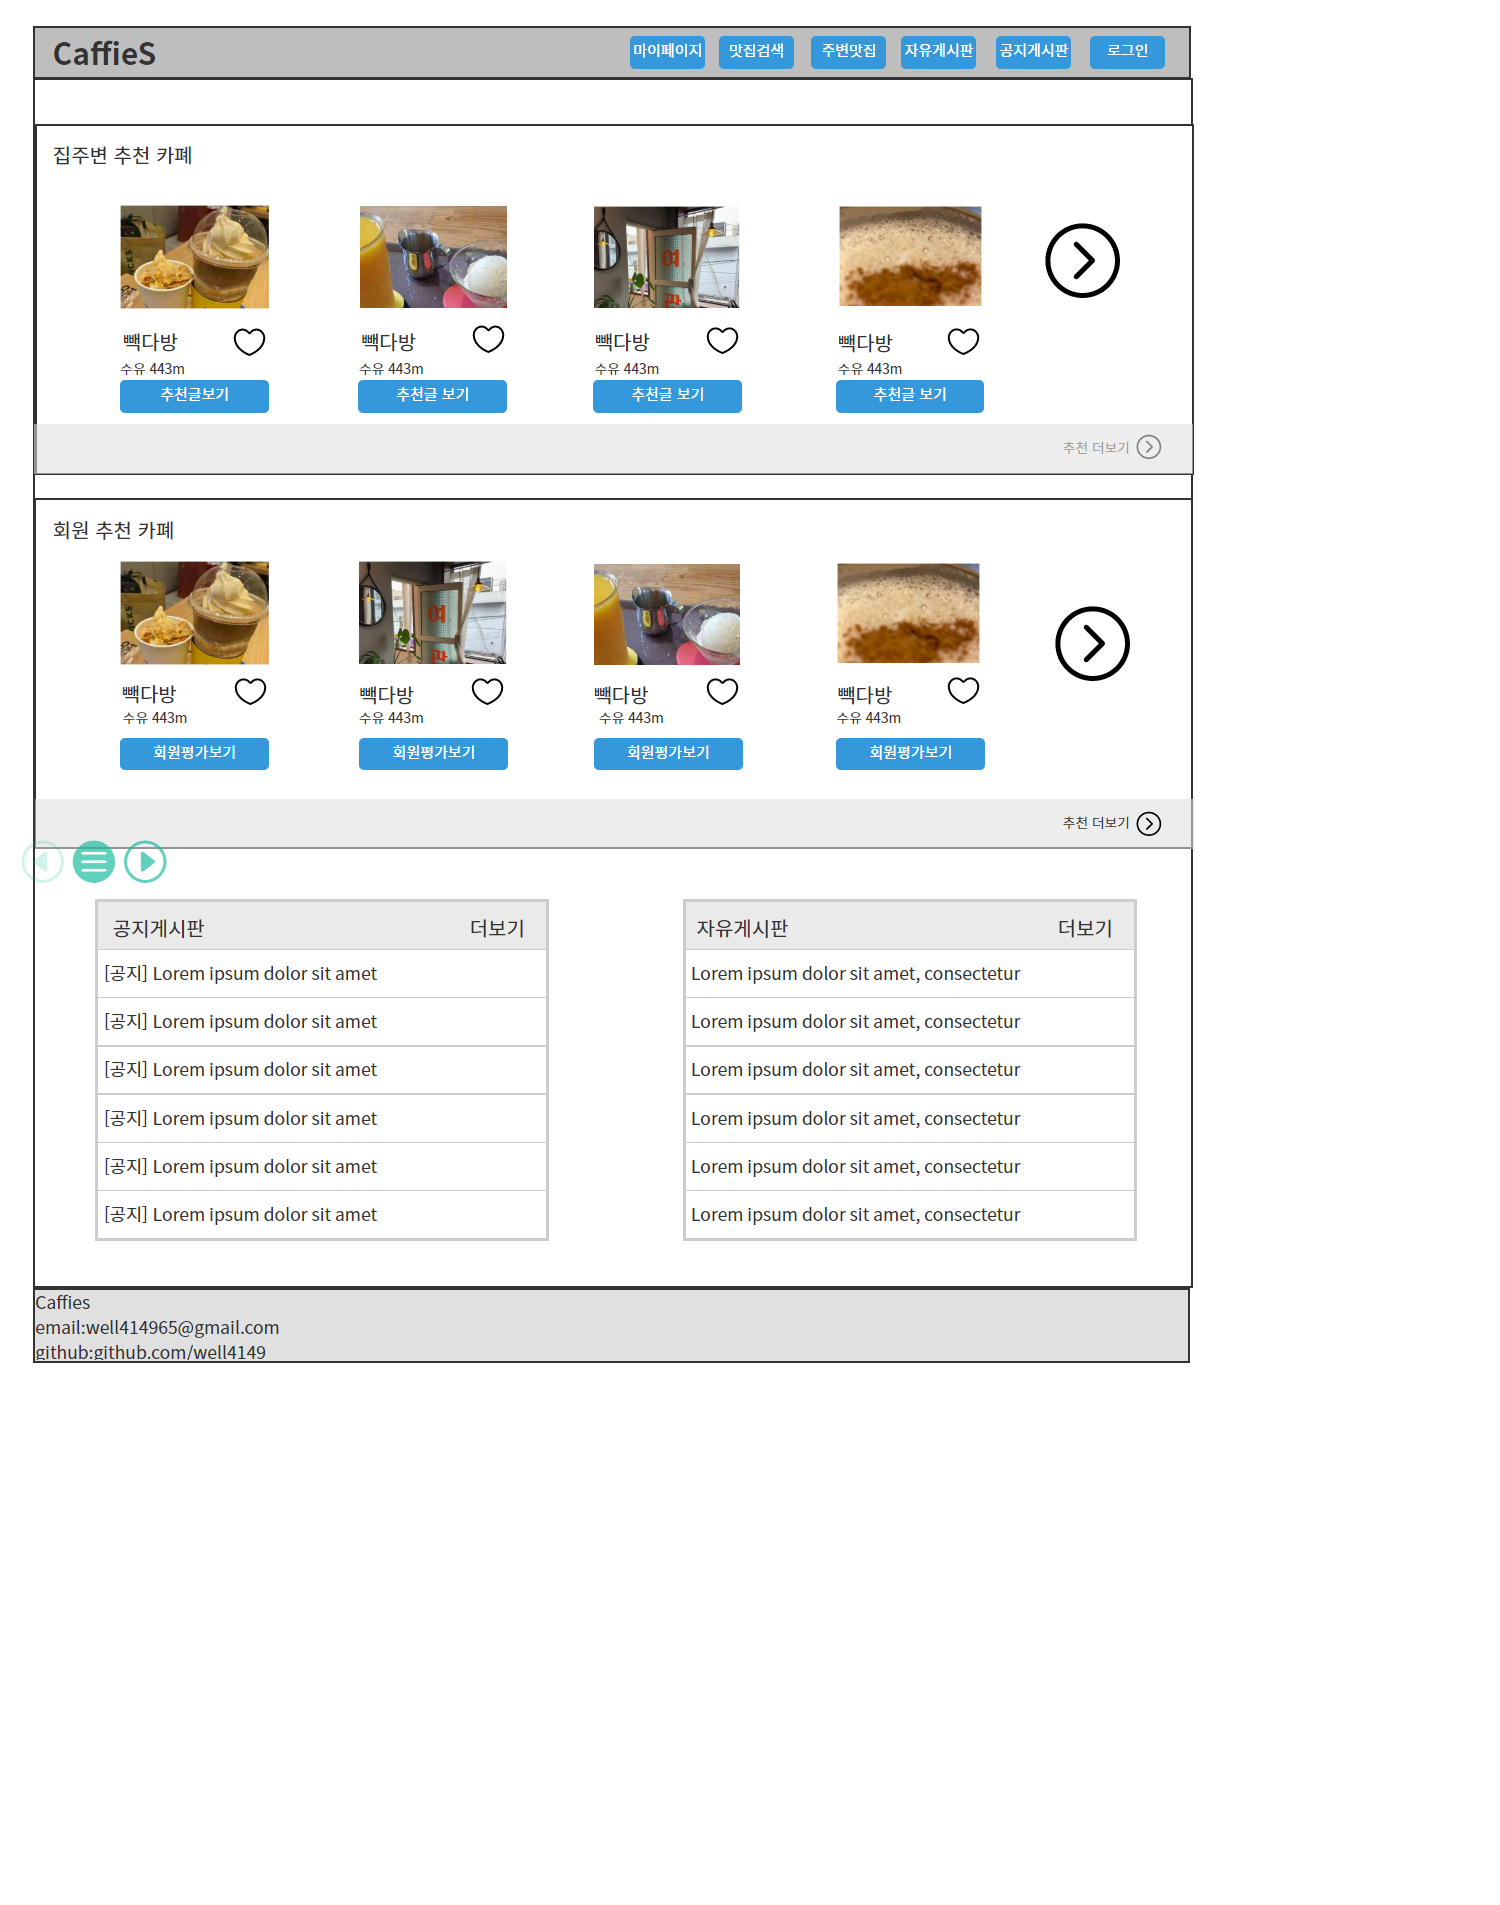 CaffieS
마이페이지 맛집검색 주변맛집 자유게시판 공지게시판 로그인
집주변 추천 카페
여
관
빽다방 빽다방 빽다방 빽다방
수유 443m 수유 443m 수유 443m 수유 443m
추천글보기 추천글 보기 추천글 보기 추천글 보기
추천 더보기
회원 추천 카페
여
관
빽다방 빽다방 빽다방 빽다방
수유 443m 수유 443m 수유 443m 수유 443m
회원평가보기 회원평가보기 회원평가보기 회원평가보기
추천 더보기
공지게시판 더보기
[공지] Lorem ipsum dolor sit amet
[공지] Lorem ipsum dolor sit amet
[공지] Lorem ipsum dolor sit amet
[공지] Lorem ipsum dolor sit amet
[공지] Lorem ipsum dolor sit amet
[공지] Lorem ipsum dolor sit amet
자유게시판 더보기
Lorem ipsum dolor sit amet, consectetur
Lorem ipsum dolor sit amet, consectetur
Lorem ipsum dolor sit amet, consectetur
Lorem ipsum dolor sit amet, consectetur
Lorem ipsum dolor sit amet, consectetur
Lorem ipsum dolor sit amet, consectetur
Caffies
email:well414965@gmail.com
github:github.com/well4149